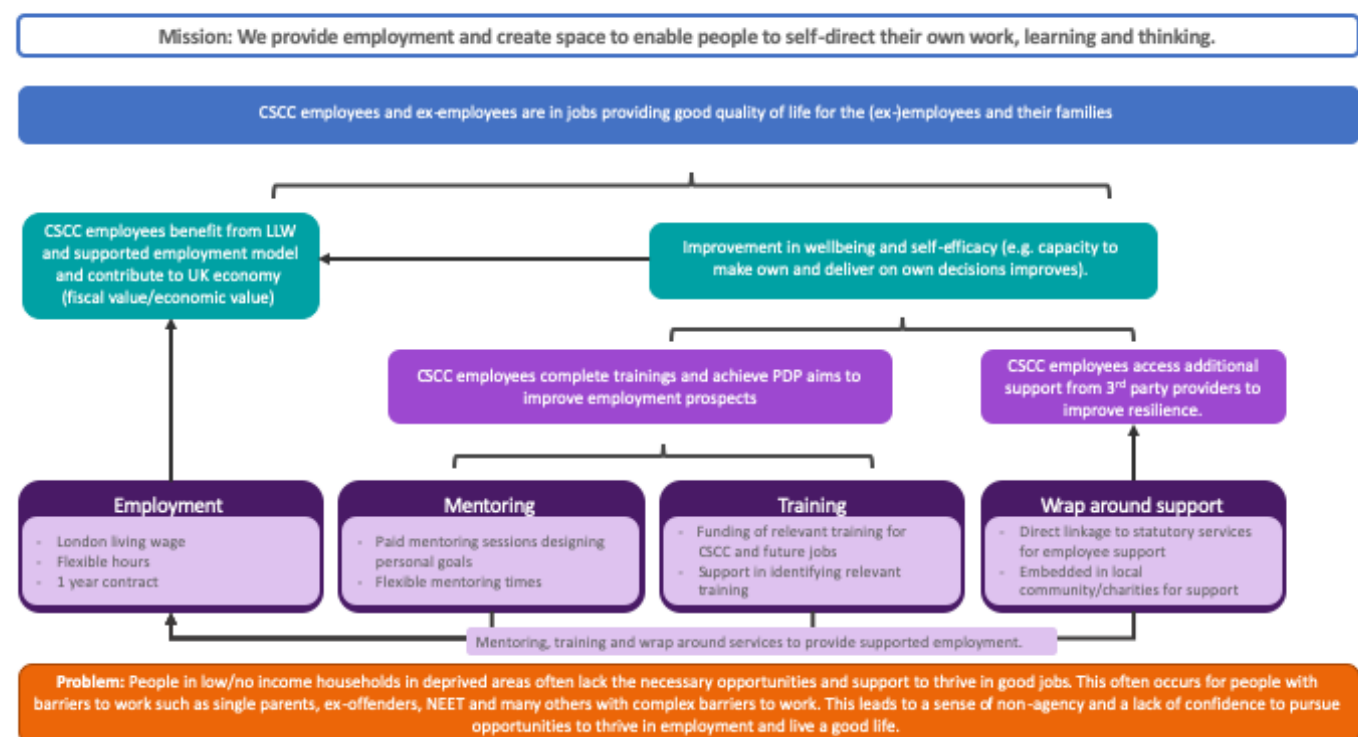 Mission: We provide employment and create space to enable people to self-direct their own work, learning and thinking.
CSCC employees and ex-employees are in jobs providing good quality of life for the (ex-)employees and their families
CSCC employees benefit from LLW
and supported employment model
and contribute to UK economy
(fiscal value/economic value)
Improvement in wellbeing and self-efficacy (e.g. capacity to
make own and deliver on own decisions improves).
CSCC employees complete trainings and achieve PDP aims to
improve employment prospects
CSCC employees access additional
support from 3rd party providers to
improve resilience.
Employment
- London living wage
- Flexible hours
- 1 year contract
Mentoring
- Paid mentoring sessions designing
personal goals
- Flexible mentoring times
Training
- Funding of relevant training for
CSCC and future jobs
- Support in identifying relevant
training
Wrap around support
- Direct linkage to statutory services
for employee support
- Embedded in local
community/charities for support
Mentoring, training and wrap around services to provide supported employment.
Problem: People in low/no income households in deprived areas often lack the necessary opportunities and support to thrive in good jobs. This often occurs for people with
barriers to work such as single parents, ex-offenders, NEET and many others with complex barriers to work. This leads to a sense of non-agency and a lack of confidence to pursue
opportunities to thrive in employment and live a good life.